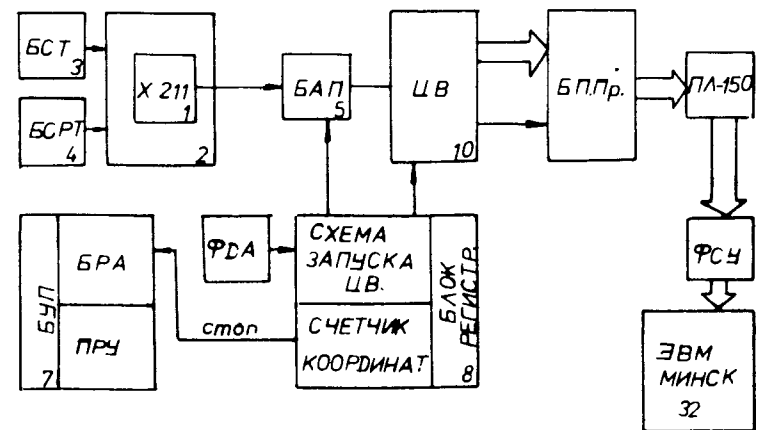 БСТ
3
Х 211
1
2
БСРТ
4
БАП
5
ЦВ
10
БП.Пр.
ПЛ-150
БУП
7
БРА
ПРУ
ФДА
СХЕМА
ЗАПУСКА
ЦВ.
СЧЕТЧИК
КООРДИНАТ
БЛОК
РЕГИСТР.
8
стоп
ФСУ
ЭВМ
МИНСК
32